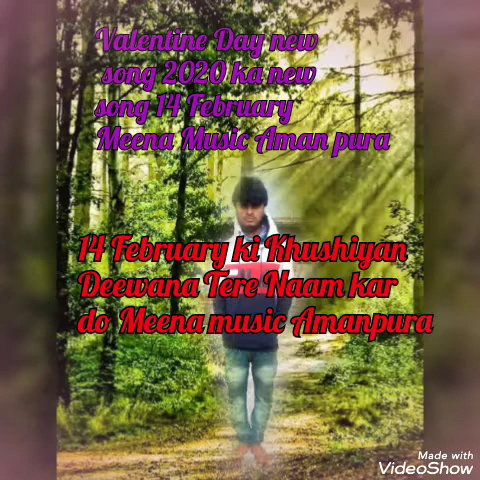 Valentine Day new
song 2020 ka new
song 14 February
Meena Music Aman pura
14 February ki Khushiyan
Deewana Tere Naam kar
do Meena music Amanpura
Made with
VideoShow